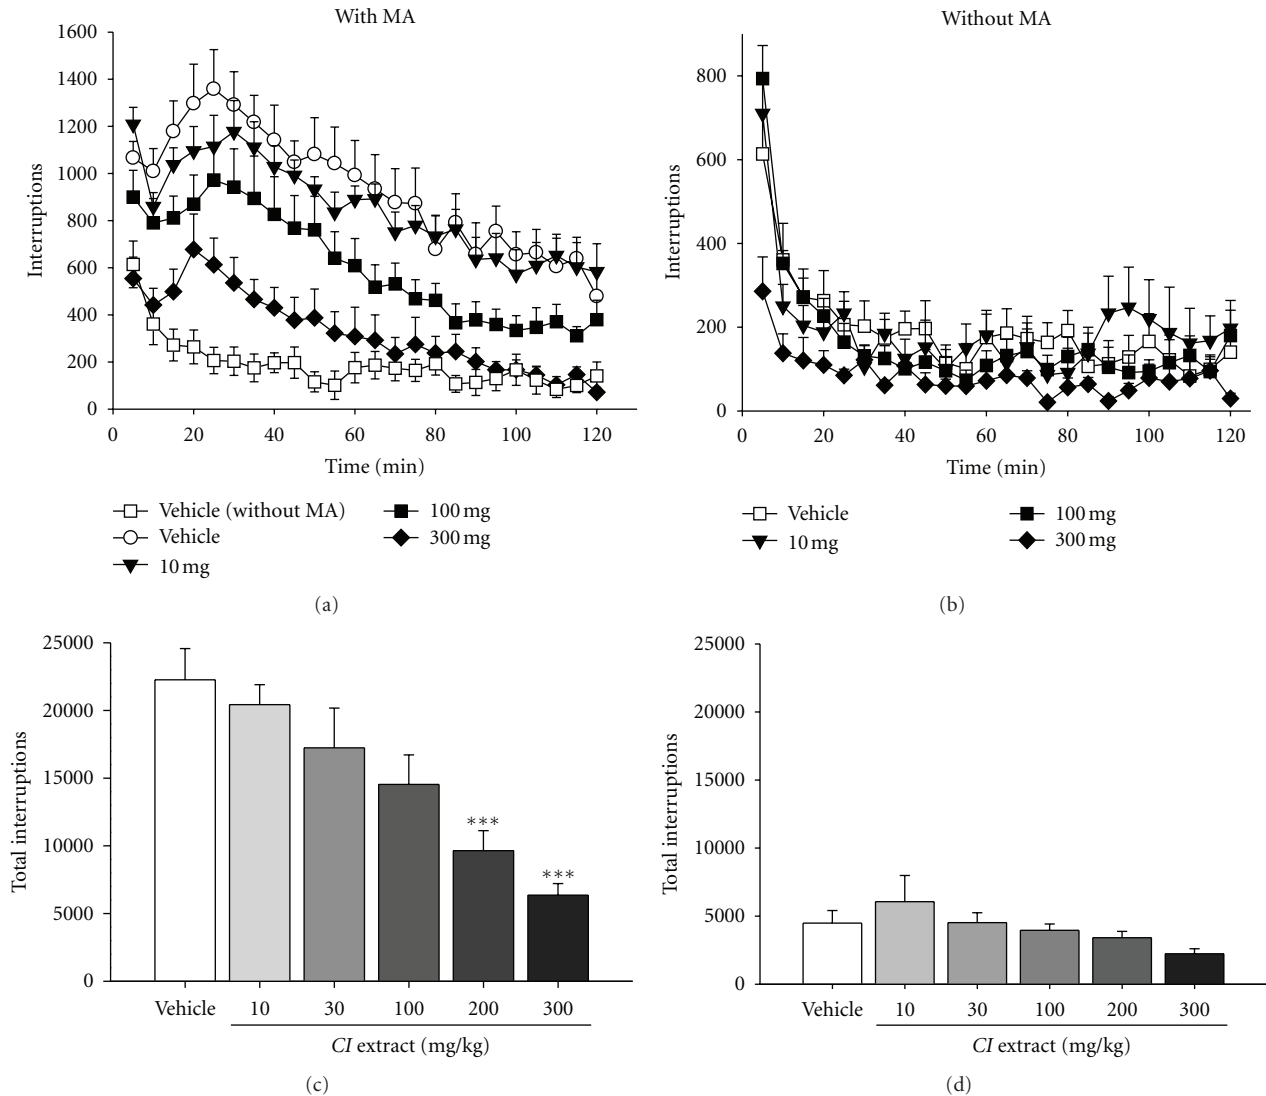 With MA
1600
1400
1200
1000
800
600
400
200
0
Interruptions
0 20 40 60 80 100 120
Time (min)
Vehicle (without MA)
Vehicle
10 mg
100 mg
300 mg
(a)
Without MA
800
600
400
200
0
Interruptions
0 20 40 60 80 100 120
Time (min)
Vehicle
10 mg
100 mg
300 mg
(b)
25000
20000
15000
10000
5000
0
Total interruptions
***
***
Vehicle 10 30 100 200 300
CI extract (mg/kg)
(c)
25000
20000
15000
10000
5000
0
Total interruptions
Vehicle 10 30 100 200 300
CI extract (mg/kg)
(d)